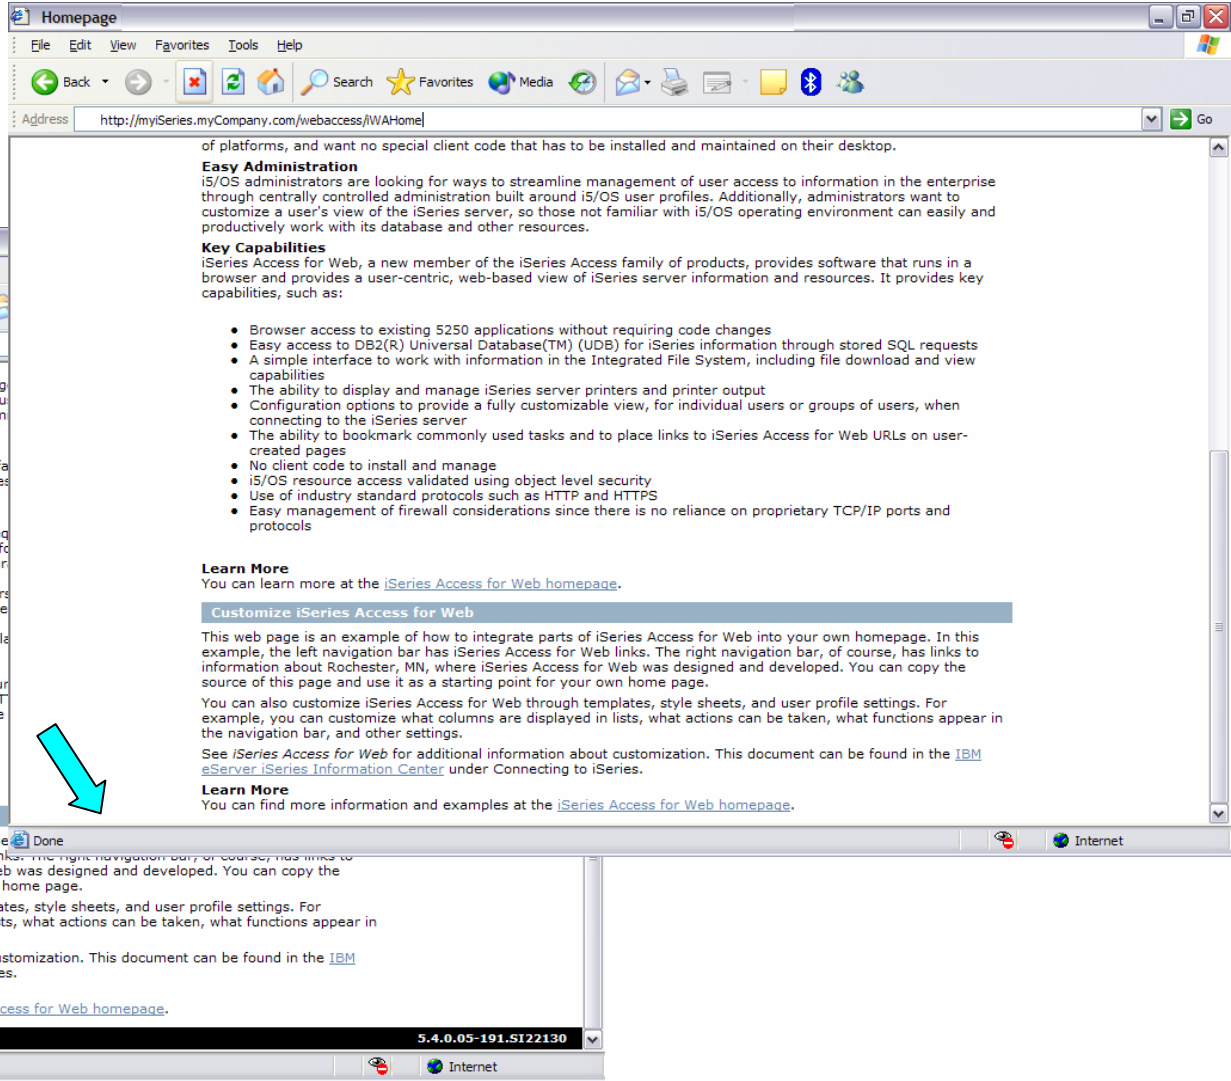 Homepage
File Edit View Favorites Tools Help
Back Search Favorites Media
Address http://myiSeries.myCompany.com/webaccess/iWAHome Go
of platforms, and want no special client code that has to be installed and maintained on their desktop.
Easy Administration
i5/OS administrators are looking for ways to streamline management of user access to information in the enterprise
through centrally controlled administration built around i5/OS user profiles. Additionally, administrators want to
customize a user's view of the iSeries server, so those not familiar with i5/OS operating environment can easily and
productively work with its database and other resources.
Key Capabilities
iSeries Access for Web, a new member of the iSeries Access family of products, provides software that runs in a
browser and provides a user-centric, web-based view of iSeries server information and resources. It provides key
capabilities, such as:
• Browser access to existing 5250 applications without requiring code changes
• Easy access to DB2(R) Universal Database(TM) (UDB) for iSeries information through stored SQL requests
• A simple interface to work with information in the Integrated File System, including file download and view
capabilities
• The ability to display and manage iSeries server printers and printer output
• Configuration options to provide a fully customizable view, for individual users or groups of users, when
connecting to the iSeries server
• The ability to bookmark commonly used tasks and to place links to iSeries Access for Web URLs on user-
created pages
• No client code to install and manage
• i5/OS resource access validated using object level security
• Use of industry standard protocols such as HTTP and HTTPS
• Easy management of firewall considerations since there is no reliance on proprietary TCP/IP ports and
protocols
Learn More
You can learn more at the iSeries Access for Web homepage.
Customize iSeries Access for Web
This web page is an example of how to integrate parts of iSeries Access for Web into your own homepage. In this
example, the left navigation bar has iSeries Access for Web links. The right navigation bar, of course, has links to
information about Rochester, MN, where iSeries Access for Web was designed and developed. You can copy the
source of this page and use it as a starting point for your own home page.
You can also customize iSeries Access for Web through templates, style sheets, and user profile settings. For
example, you can customize what columns are displayed in lists, what actions can be taken, what functions appear in
the navigation bar, and other settings.
See iSeries Access for Web for additional information about customization. This document can be found in the IBM
eServer iSeries Information Center under Connecting to iSeries.
Learn More
You can find more information and examples at the iSeries Access for Web homepage.
Done Internet
nks. The right navigation bar, of course, has links to
eb was designed and developed. You can copy the
home page.
ates, style sheets, and user profile settings. For
sts, what actions can be taken, what functions appear in
ustomization. This document can be found in the IBM
es.
cess for Web homepage.
5.4.0.05-191.SI22130
Internet